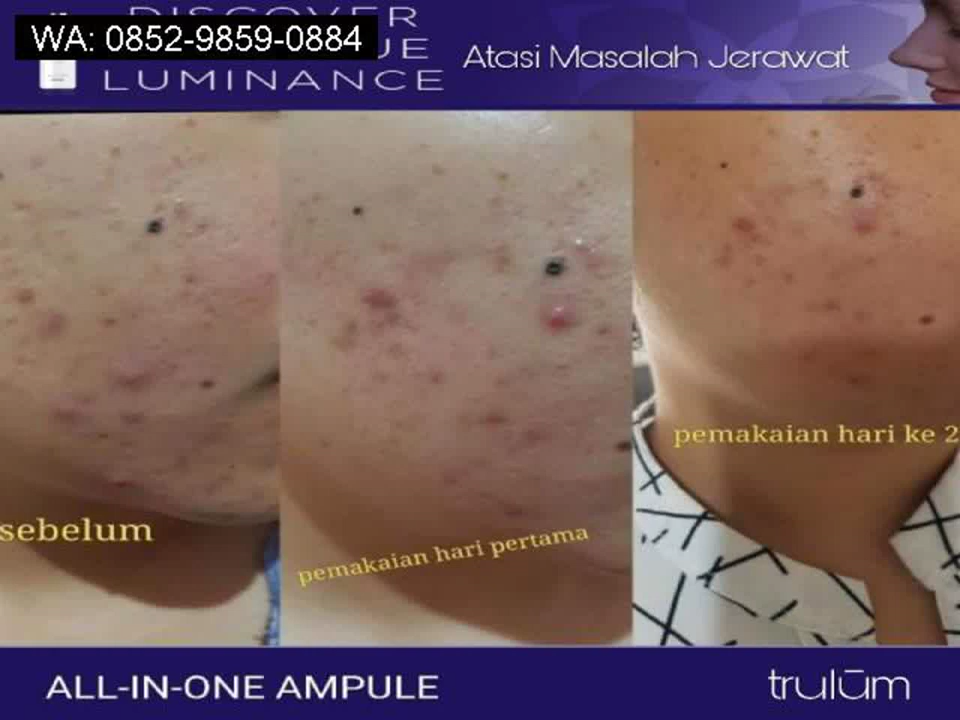 WA: 0852-9859-0884
LUMINANCE
Atasi Masalah Jerawat
sebelum
pemakaian hari pertama
pemakaian hari ke 2
ALL-IN-ONE AMPULE
trulūm